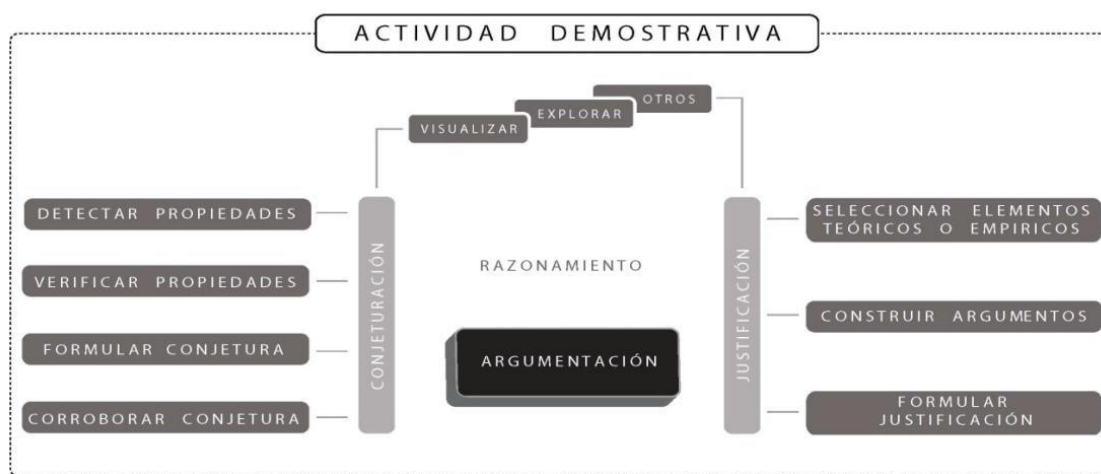 ACTIVIDAD DEMOSTRATIVA
OTROS
EXPLORAR
VISUALIZAR
DETECTAR PROPIEDADES
VERIFICAR PROPIEDADES
FORMULAR CONJETURA
CORROBORAR CONJETURA
CONJETURACIÓN
RAZONAMIENTO
ARGUMENTACIÓN
JUSTIFICACIÓN
SELECCIONAR ELEMENTOS
TEÓRICOS O EMPIRICOS
CONSTRUIR ARGUMENTOS
FORMULAR
JUSTIFICACIÓN